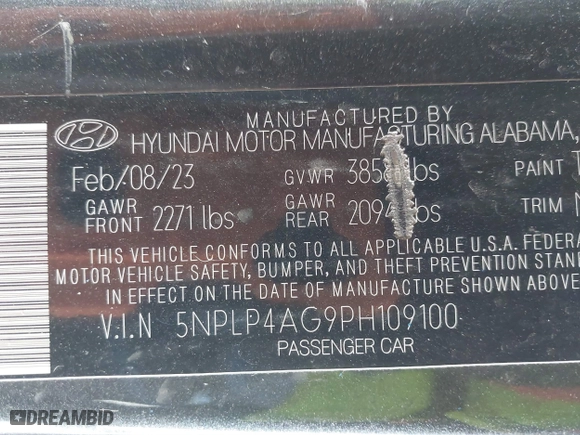 MANUFACTURED BY
HYUNDAI MOTOR MANUFACTURING ALABAMA,
Feb/08/23 GVWR lbs PAINT
GAWR FRONT 2271 lbs GAWR REAR lbs TRIM
THIS VEHICLE CONFORMS TO ALL APPLICABLE U.S.A. FEDERA
MOTOR VEHICLE SAFETY, BUMPER, AND THEFT PREVENTION STAN
IN EFFECT ON THE DATE OF MANUFACTURE SHOWN ABOVE
V.I.N 5NPLP4AG9PH109100
PASSENGER CAR
DREAMBID